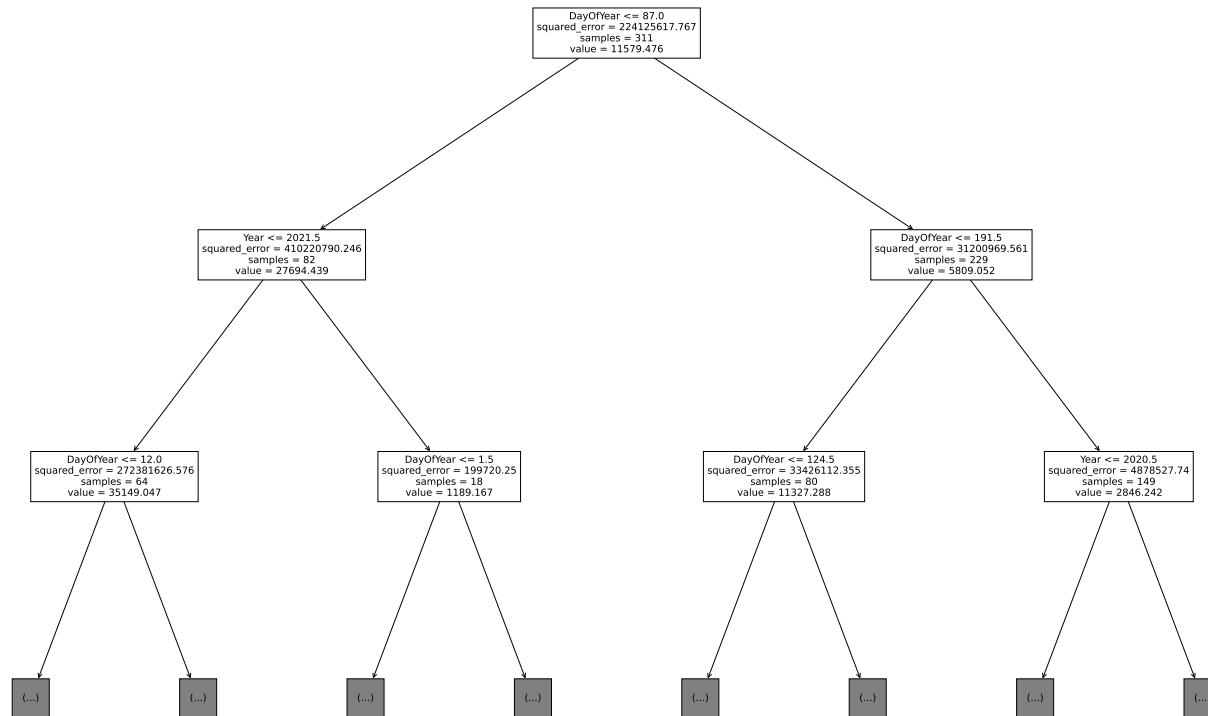 DayOfYear <= 87.0
squared_error = 224125617.767
samples = 311
value = 11579.476
Year <= 2021.5
squared_error = 410220790.246
samples = 82
value = 27694.439
DayOfYear <= 191.5
squared_error = 31200969.561
samples = 229
value = 5809.052
DayOfYear <= 12.0
squared_error = 272381626.576
samples = 64
value = 35149.047
DayOfYear <= 1.5
squared_error = 199720.25
samples = 18
value = 1189.167
DayOfYear <= 124.5
squared_error = 33426112.355
samples = 80
value = 11327.288
Year <= 2020.5
squared_error = 4878527.74
samples = 149
value = 2846.242
(...)
(...)
(...)
(...)
(...)
(...)
(...)
(...